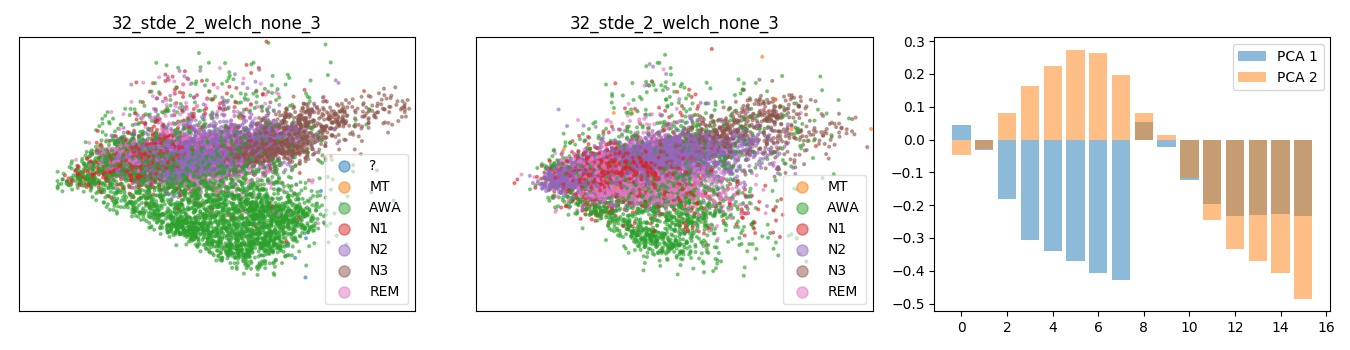 32_stde_2_welch_none_3
?
MT
AWA
N1
N2
N3
REM
32_stde_2_welch_none_3
MT
AWA
N1
N2
N3
REM
0.3
0.2
0.1
0.0
−0.1
−0.2
−0.3
−0.4
−0.5
PCA 1
PCA 2
0 2 4 6 8 10 12 14 16